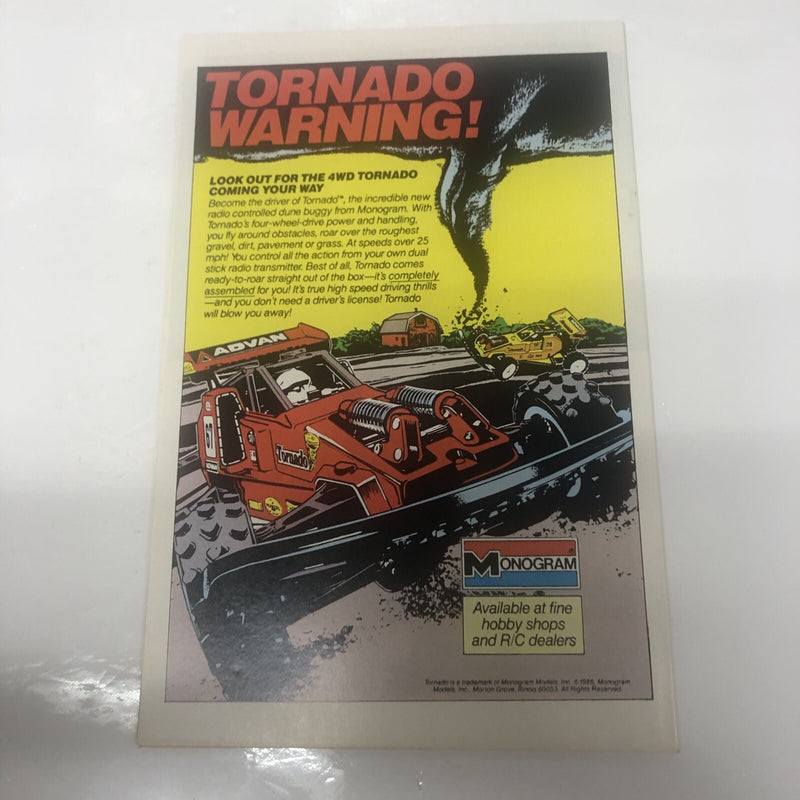 TORNADO
WARNING!
LOOK OUT FOR THE 4WD TORNADO
COMING YOUR WAY
Become the driver of Tornado™, the incredible new
radio controlled dune buggy from Monogram. With
Tornado's four-wheel-drive power and handling,
you fly around obstacles, roar over the roughest
gravel, dirt, pavement or grass. At speeds over 25
mph! You control all the action from your own dual
stick radio transmitter. Best of all, Tornado comes
ready-to-roar straight out of the box—it's completely
assembled for you! It's true high speed driving thrills
—and you don't need a driver's license! Tornado
will blow you away!
ADVAN
Tornado
MONOGRAM®
Available at fine
hobby shops
and R/C dealers
Tornado is a trademark of Monogram Models, Inc. © 1986, Monogram
Models, Inc., Morton Grove, Illinois 60053. All Rights Reserved.